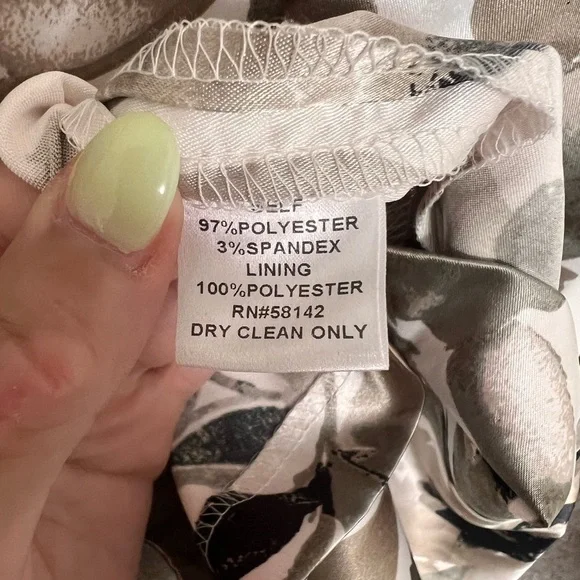 SELF
97%POLYESTER
3%SPANDEX
LINING
100%POLYESTER
RN#58142
DRY CLEAN ONLY